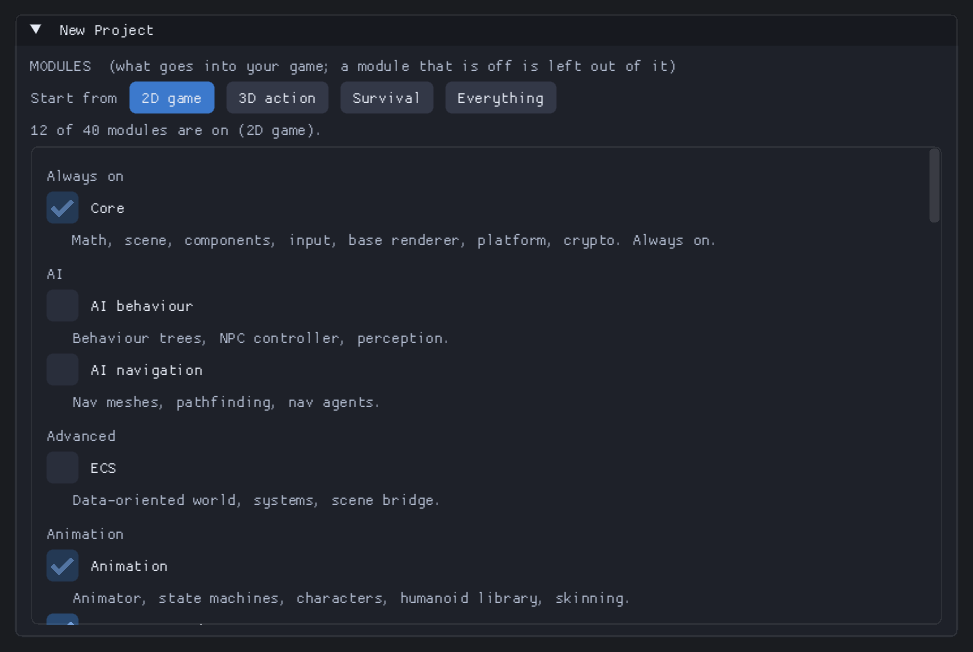 New Project
MODULES (what goes into your game; a module that is off is left out of it)
Start from 2D game 3D action Survival Everything
12 of 40 modules are on (2D game).
Always on
Core
Math, scene, components, input, base renderer, platform, crypto. Always on.
AI
AI behaviour
Behaviour trees, NPC controller, perception.
AI navigation
Nav meshes, pathfinding, nav agents.
Advanced
ECS
Data-oriented world, systems, scene bridge.
Animation
Animation
Animator, state machines, characters, humanoid library, skinning.